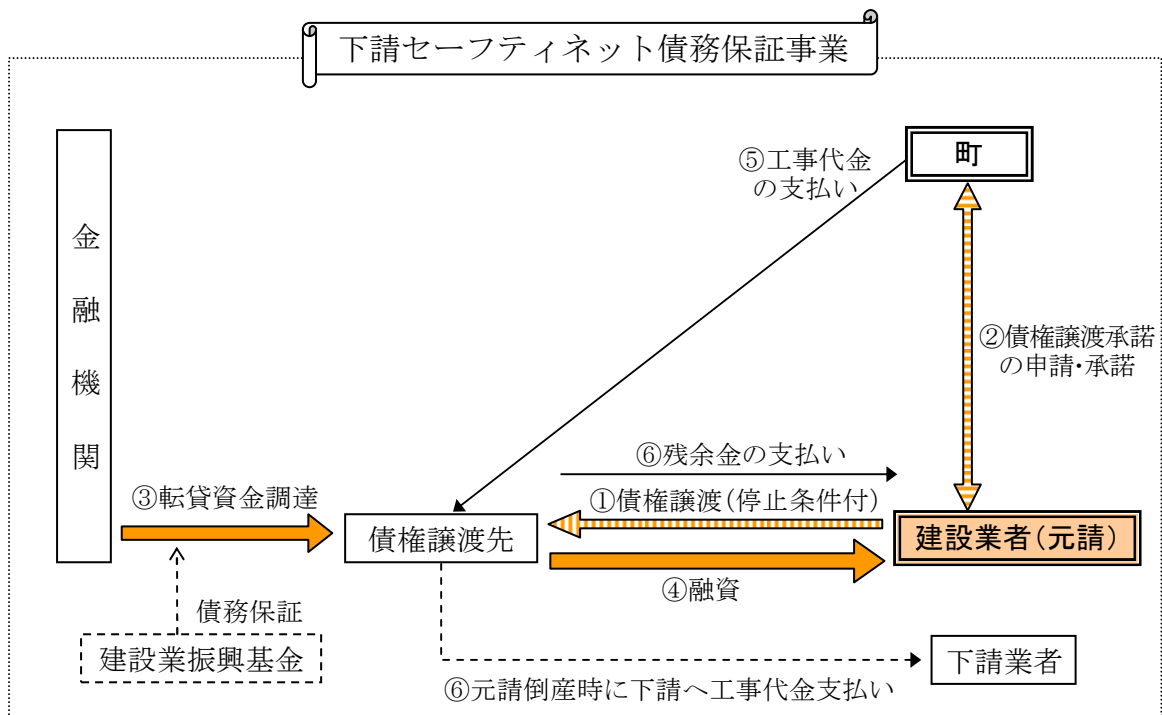 下請セーフティネット債務保証事業
町
⑤工事代金
の支払い
金
融
機
関
②債権譲渡承諾
の申請・承諾
⑥残余金の支払い
③転貸資金調達
①債権譲渡(停止条件付)
債権譲渡先
建設業者(元請)
④融資
債務保証
建設業振興基金
下請業者
⑥元請倒産時に下請へ工事代金支払い